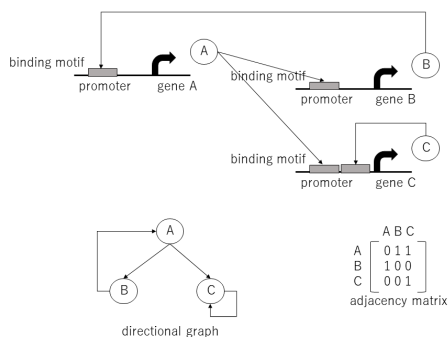 binding motif
promoter
gene A
A
B
binding motif
promoter
gene B
C
binding motif
promoter
gene C
A
B
C
directional graph
A B C
A 0 1 1
B 1 0 0
C 0 0 1
adjacency matrix